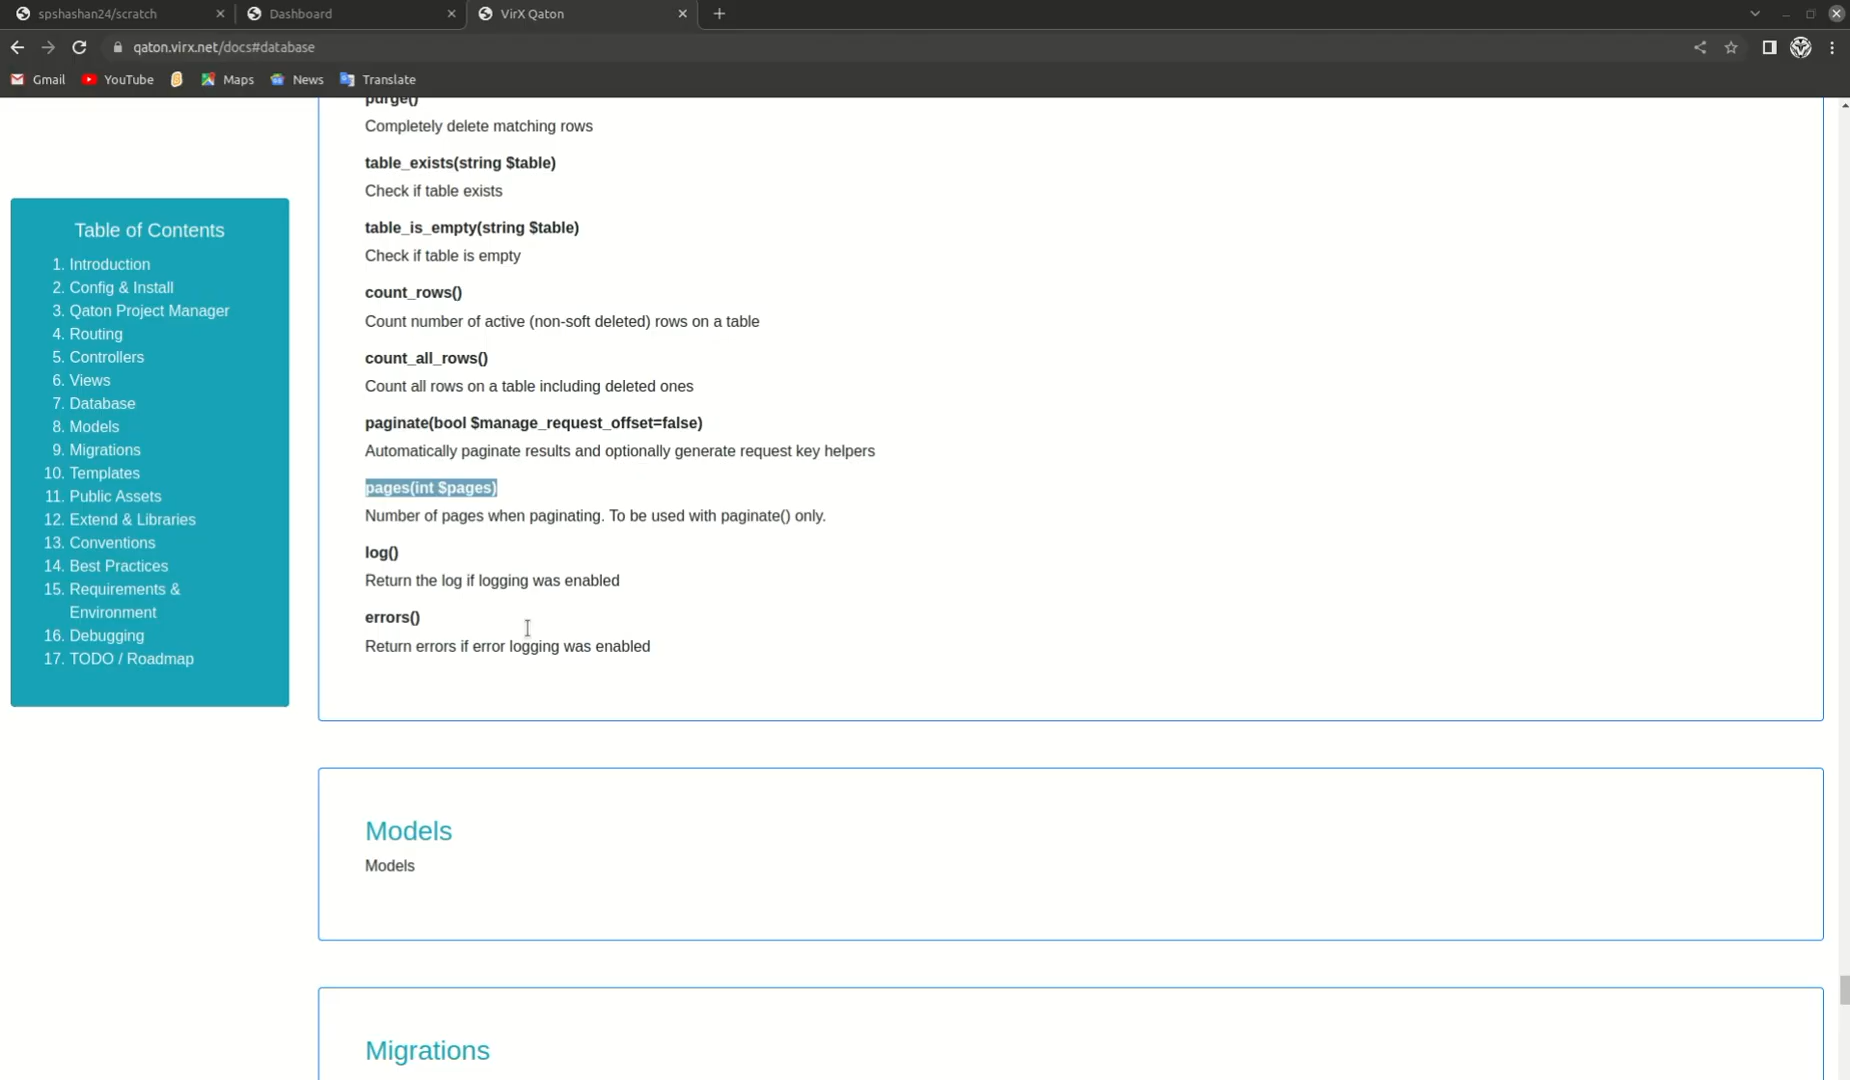 spshashan24/scratch
Dashboard
VirX Qaton
qaton.virx.net/docs#database
Gmail
YouTube
Maps
News
Translate
purge()
Completely delete matching rows
table_exists(string $table)
Check if table exists
table_is_empty(string $table)
Check if table is empty
count_rows()
Count number of active (non-soft deleted) rows on a table
count_all_rows()
Count all rows on a table including deleted ones
paginate(bool $manage_request_offset=false)
Automatically paginate results and optionally generate request key helpers
pages(int $pages)
Number of pages when paginating. To be used with paginate() only.
log()
Return the log if logging was enabled
errors()
Return errors if error logging was enabled
Table of Contents
1. Introduction
2. Config & Install
3. Qaton Project Manager
4. Routing
5. Controllers
6. Views
7. Database
8. Models
9. Migrations
10. Templates
11. Public Assets
12. Extend & Libraries
13. Conventions
14. Best Practices
15. Requirements &
Environment
16. Debugging
17. TODO / Roadmap
Models
Models
Migrations